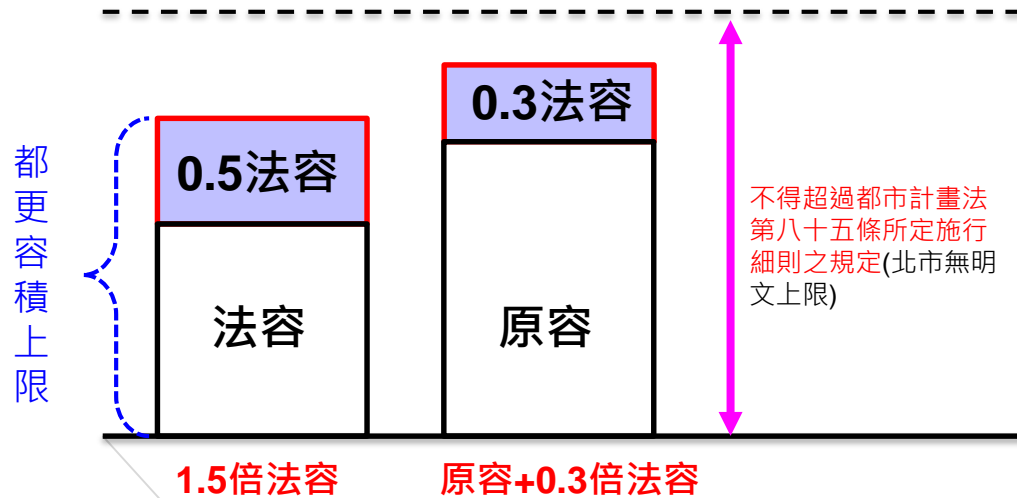 都更容積上限
0.5法容
法容
0.3法容
原容
不得超過都市計畫法
第八十五條所定施行
細則之規定(北市無明
文上限)
1.5倍法容
原容+0.3倍法容